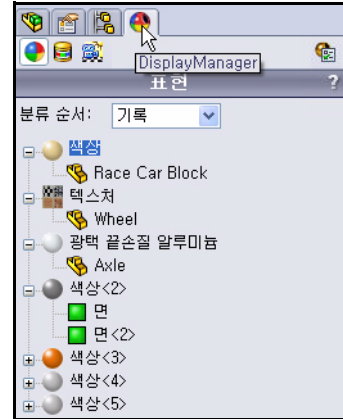 DisplayManager
표현 ?
분류 순서: 기록
색상
Race Car Block
텍스처
Wheel
광택 끝손질 알루미늄
Axle
색상<2>
면
면<2>
색상<3>
색상<4>
색상<5>